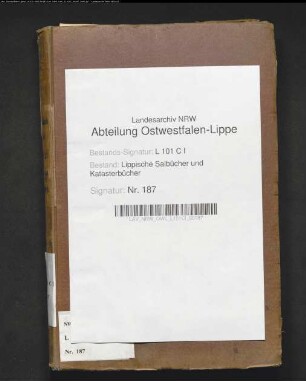 Landesarchiv NRW
Abteilung Ostwestfalen-Lippe
Bestands-Signatur: L 101 C I
Bestand: Lippische Salbücher und
Katasterbücher
Signatur: Nr. 187
Nr. 187